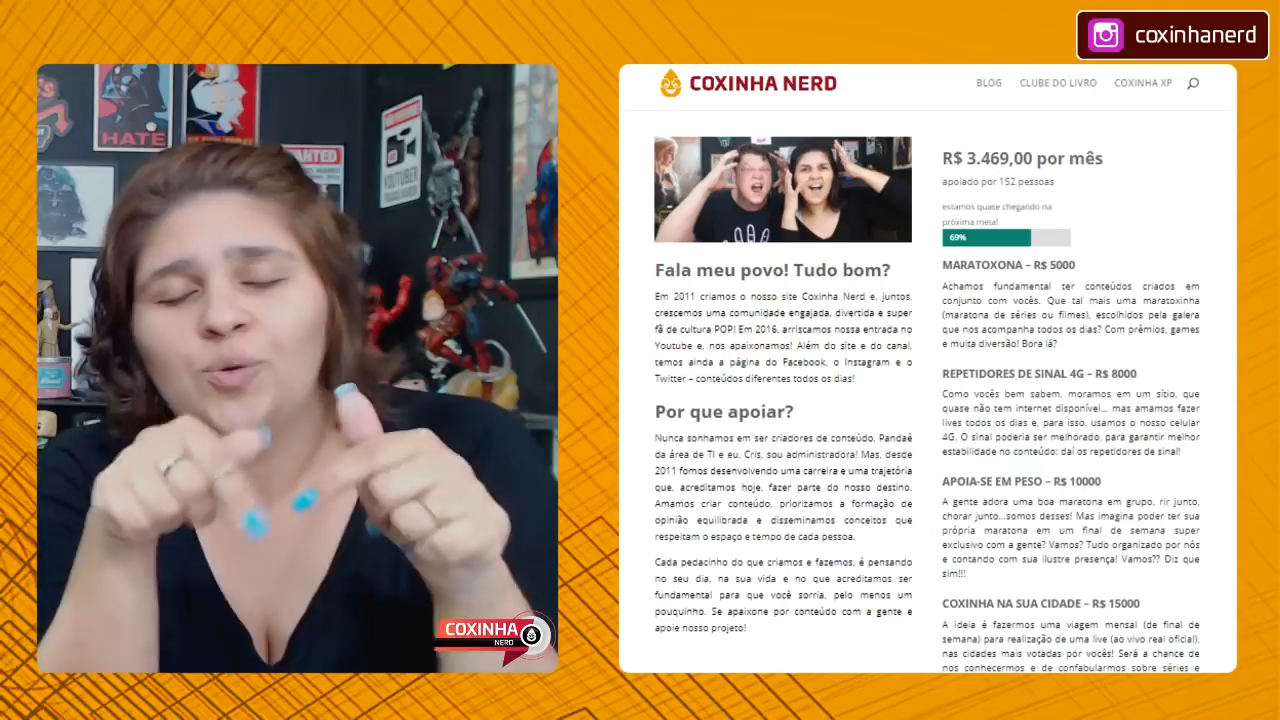 coxinhanerd
HATE
WANTED
YOUTUBER
COXINHA
NERD
COXINHA NERD
BLOG
CLUBE DO LIVRO
COXINHA XP
Fala meu povo! Tudo bom?
Em 2011 criamos o nosso site Coxinha Nerd e, juntos,
crescemos uma comunidade engajada, divertida e super
fã de cultura POP! Em 2016, arriscamos nossa entrada no
Youtube e, nos apaixonamos! Além do site e do canal,
temos ainda a página do Facebook, o Instagram e o
Twitter – conteúdos diferentes todos os dias!
Por que apoiar?
Nunca sonhamos em ser criadores de conteúdo, Pandaé
da área de TI e eu, Cris, sou administradora! Mas, desde
2011 fomos desenvolvendo uma carreira e uma trajetória
que, acreditamos hoje, fazer parte do nosso destino.
Amamos criar conteúdo, priorizamos a formação de
opinião equilibrada e disseminamos conceitos que
respeitam o espaço e tempo de cada pessoa.
Cada pedacinho do que criamos e fazemos, é pensando
no seu dia, na sua vida e no que acreditamos ser
fundamental para que você sorria, pelo menos um
pouquinho. Se apaixone por conteúdo com a gente e
apoie nosso projeto!
R$ 3.469,00 por mês
apoiado por 152 pessoas
estamos quase chegando na
próxima meta!
69%
MARATOXONA – R$ 5000
Achamos fundamental ter conteúdos criados em
conjunto com vocês. Que tal mais uma maratoxinha
(maratona de séries ou filmes), escolhidos pela galera
que nos acompanha todos os dias? Com prêmios, games
e muita diversão! Bora lá?
REPETIDORES DE SINAL 4G – R$ 8000
Como vocês bem sabem, moramos em um sítio, que
quase não tem internet disponível... mas amamos fazer
lives todos os dias e, para isso, usamos o nosso celular
4G. O sinal poderia ser melhorado, para garantir melhor
estabilidade no conteúdo: daí os repetidores de sinal!
APOIA-SE EM PESO – R$ 10000
A gente adora uma boa maratona em grupo, rir junto,
chorar junto...somos desses! Mas imagina poder ter sua
própria maratona em um final de semana super
exclusivo com a gente? Vamos? Tudo organizado por nós
e contando com sua ilustre presença! Vamos?? Diz que
sim!!!
COXINHA NA SUA CIDADE – R$ 15000
A ideia é fazermos uma viagem mensal (de final de
semana) para realização de uma live (ao vivo real oficial),
nas cidades mais votadas por vocês! Será a chance de
nos conhecermos e de confabularmos sobre séries e